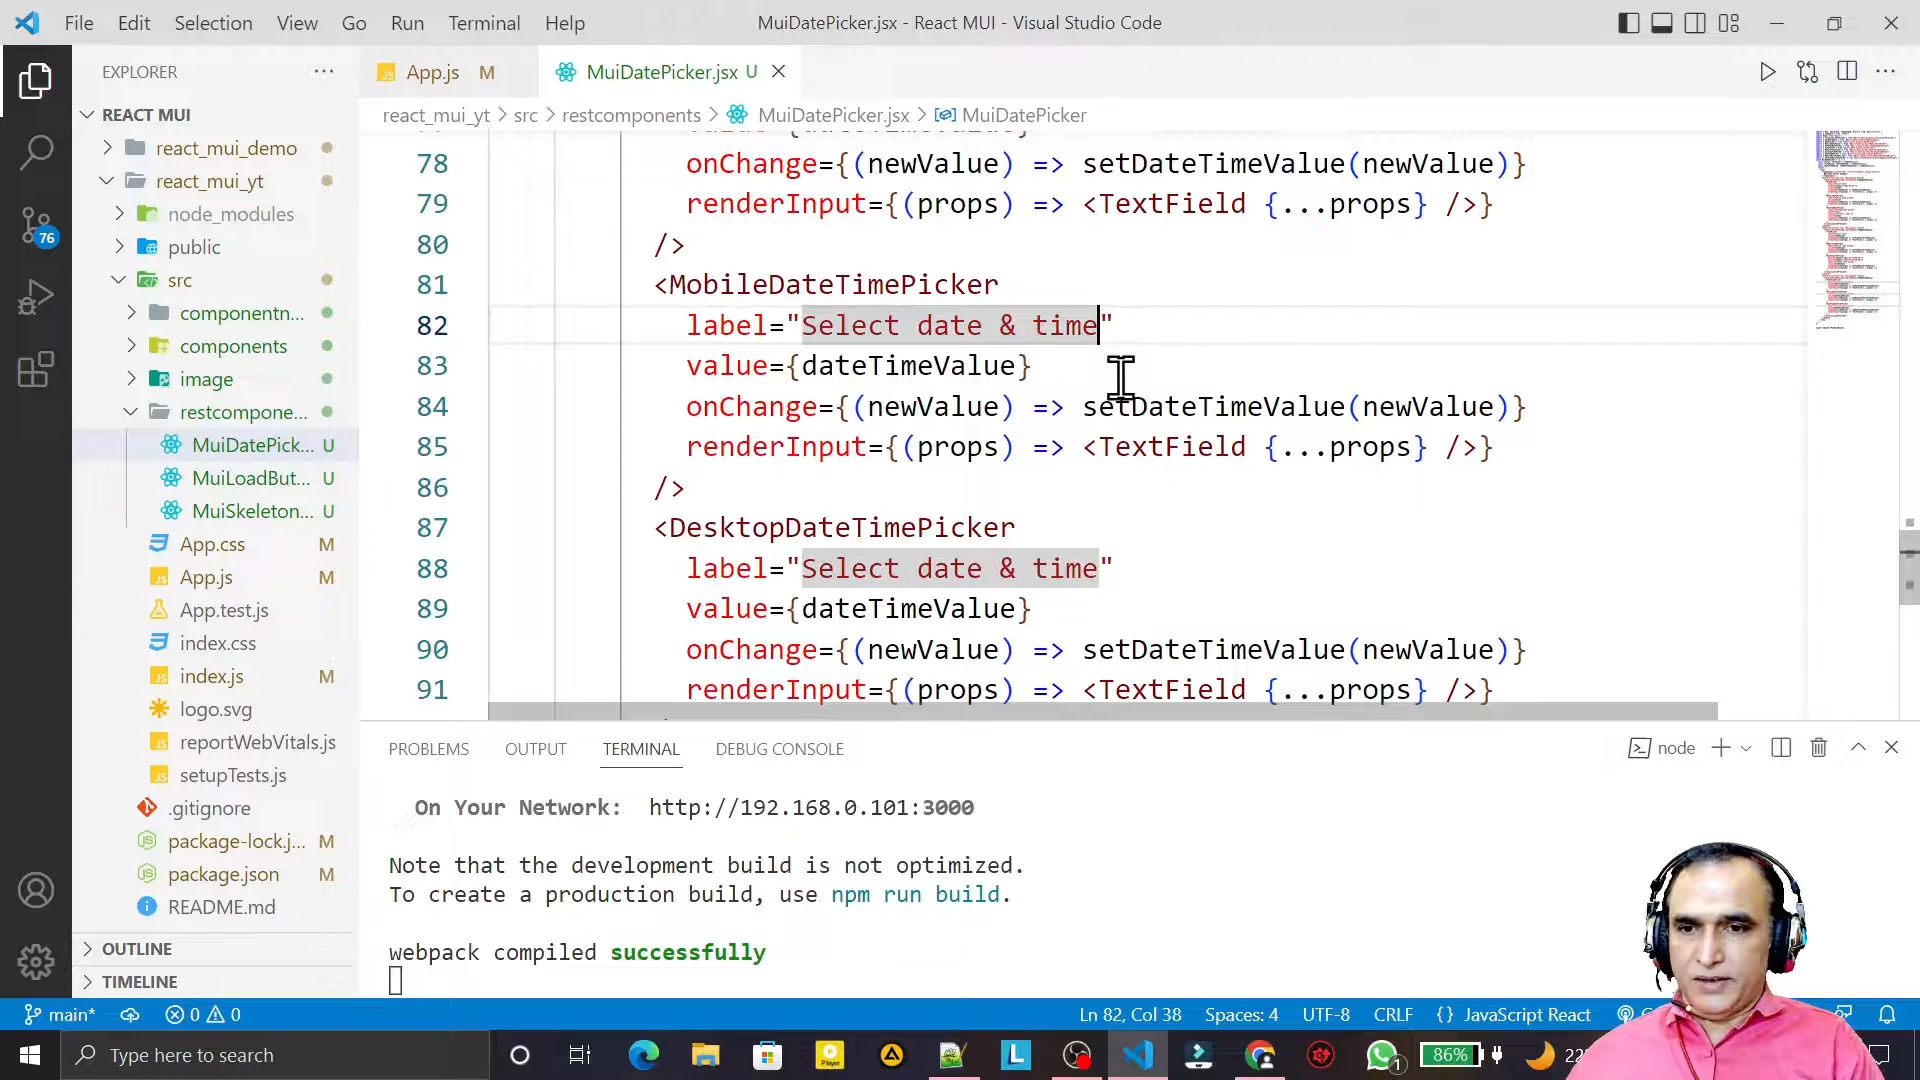 File Edit Selection View Go Run Terminal Help
MuiDatePicker.jsx - React MUI - Visual Studio Code
EXPLORER
App.js M
MuiDatePicker.jsx U
react_mui_yt > src > restcomponents > MuiDatePicker.jsx > MuiDatePicker
REACT MUI
react_mui_demo
react_mui_yt
node_modules
public
src
componentn...
components
image
restcompone...
MuiDatePick... U
MuiLoadBut... U
MuiSkeleton... U
App.css M
App.js M
App.test.js
index.css
index.js M
logo.svg
reportWebVitals.js
setupTests.js
.gitignore
package-lock.j... M
package.json M
README.md
OUTLINE
TIMELINE
76
78 onChange={(newValue) => setDateTimeValue(newValue)}
79 renderInput={(props) => <TextField {...props} />}
80 />
81 <MobileDateTimePicker
82 label="Select date & time"
83 value={dateTimeValue}
84 onChange={(newValue) => setDateTimeValue(newValue)}
85 renderInput={(props) => <TextField {...props} />}
86 />
87 <DesktopDateTimePicker
88 label="Select date & time"
89 value={dateTimeValue}
90 onChange={(newValue) => setDateTimeValue(newValue)}
91 renderInput={(props) => <TextField {...props} />}
PROBLEMS OUTPUT TERMINAL DEBUG CONSOLE
node
On Your Network: http://192.168.0.101:3000
Note that the development build is not optimized.
To create a production build, use npm run build.
webpack compiled successfully
main* 0 0
Ln 82, Col 38 Spaces: 4 UTF-8 CRLF {} JavaScript React
Type here to search
86%